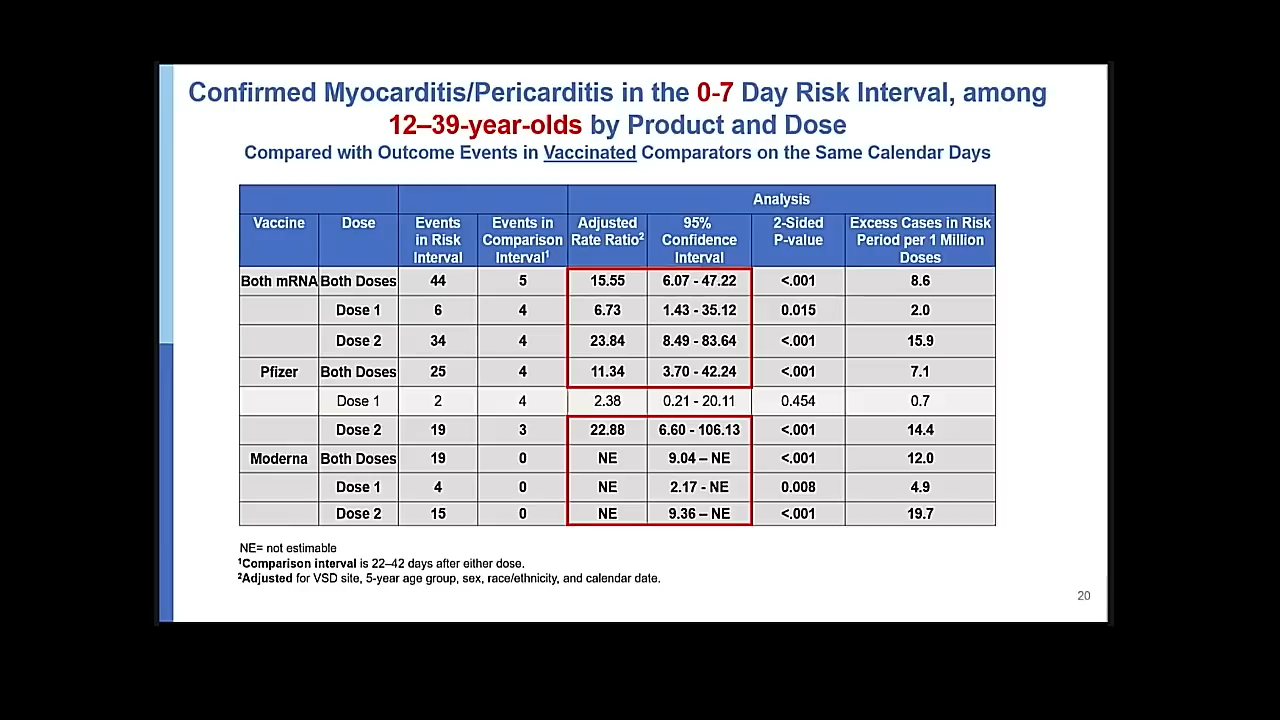 Confirmed Myocarditis/Pericarditis in the 0-7 Day Risk Interval, among
12–39-year-olds by Product and Dose
Compared with Outcome Events in Vaccinated Comparators on the Same Calendar Days
Analysis
Vaccine Dose Events in Risk Interval Events in Comparison Interval¹ Adjusted Rate Ratio² 95% Confidence Interval 2-Sided P-value Excess Cases in Risk Period per 1 Million Doses
Both mRNA Both Doses 44 5 15.55 6.07 - 47.22 <.001 8.6
Dose 1 6 4 6.73 1.43 - 35.12 0.015 2.0
Dose 2 34 4 23.84 8.49 - 83.64 <.001 15.9
Pfizer Both Doses 25 4 11.34 3.70 - 42.24 <.001 7.1
Dose 1 2 4 2.38 0.21 - 20.11 0.454 0.7
Dose 2 19 3 22.88 6.60 - 106.13 <.001 14.4
Moderna Both Doses 19 0 NE 9.04 – NE <.001 12.0
Dose 1 4 0 NE 2.17 - NE 0.008 4.9
Dose 2 15 0 NE 9.36 – NE <.001 19.7
NE= not estimable
¹Comparison interval is 22–42 days after either dose.
²Adjusted for VSD site, 5-year age group, sex, race/ethnicity, and calendar date.
20